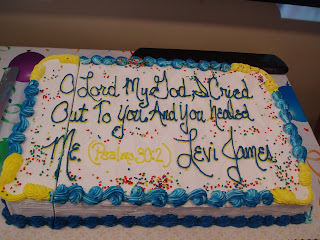 O Lord My God, I Cried
Out To you, And you Healed
Me. (Psalms 30:2) Levi James